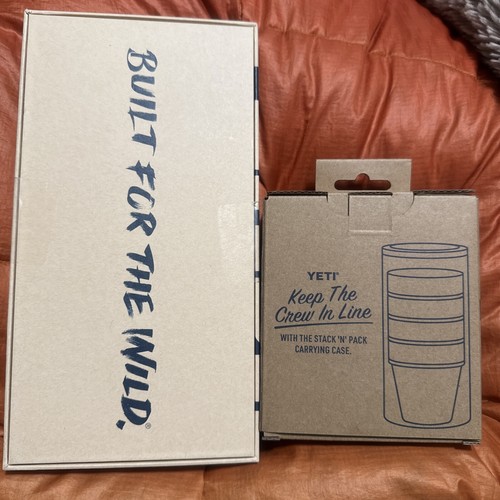 BUILT FOR THE WILD.®
YETI®
Keep The
Crew In Line
WITH THE STACK 'N' PACK
CARRYING CASE.